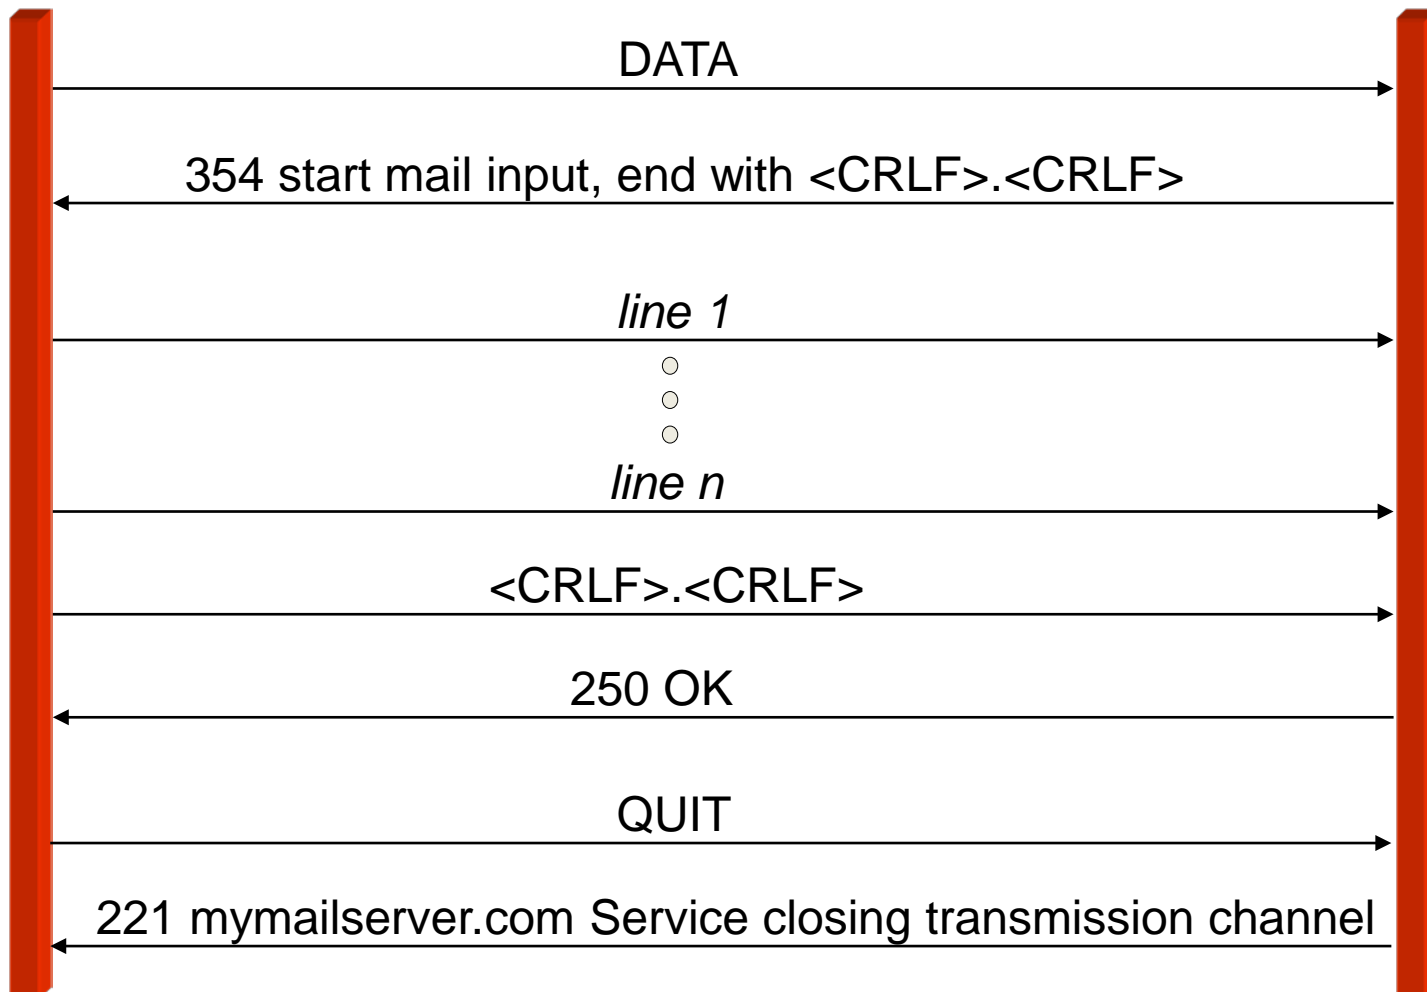 DATA
354 start mail input, end with <CRLF>.<CRLF>
line 1
line n
<CRLF>.<CRLF>
250 OK
QUIT
221 mymailserver.com Service closing transmission channel